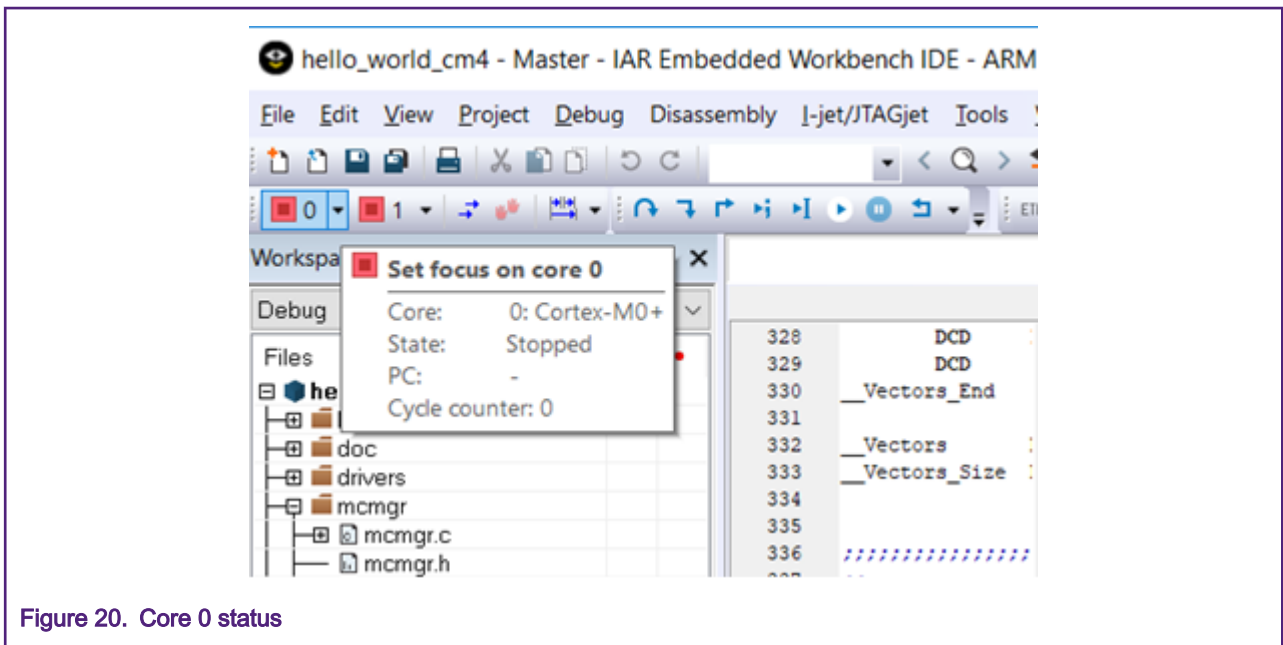 hello_world_cm4 - Master - IAR Embedded Workbench IDE - ARM
File Edit View Project Debug Disassembly I-jet/JTAGjet Tools
0 1
Workspa
Set focus on core 0
Debug
Core: 0: Cortex-M0+
State: Stopped
PC: -
Cycle counter: 0
Files
he
doc
drivers
mcmgr
mcmgr.c
mcmgr.h
328 DCD
329 DCD
330 __Vectors_End
331
332 __Vectors
333 __Vectors_Size
334
335
336 ;;;;;;;;;;;;;;;;
Figure 20. Core 0 status